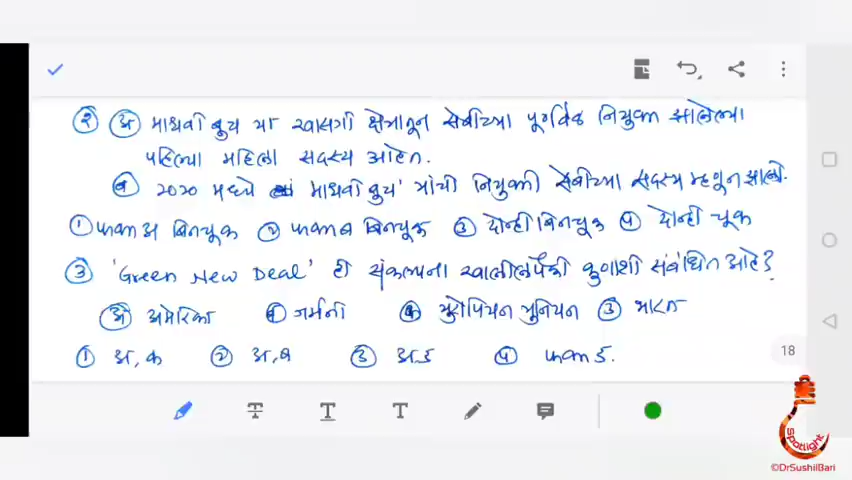 २ अ माधवी बुच या खासगी क्षेत्रातून सेबीच्या पूर्णवेळ नियुक्त झालेल्या
पहिल्या महिला सदस्य आहेत.
ब 2020 मध्ये माधवी बुच यांची नियुक्ती सेबीच्या सदस्य म्हणून झाली.
① फक्त अ बिनचूक ② फक्त ब बिनचूक ③ दोन्ही बिनचूक ④ दोन्ही चूक
③ 'Green New Deal' ही संकल्पना खालीलपैकी कुणाशी संबंधित आहे?
अ अमेरिका ब जर्मनी क युरोपियन युनियन ड भारत
① अ, क ② अ, ब ③ अ, ड ④ फक्त ड.
18
Spotlight
©DrSushilBari